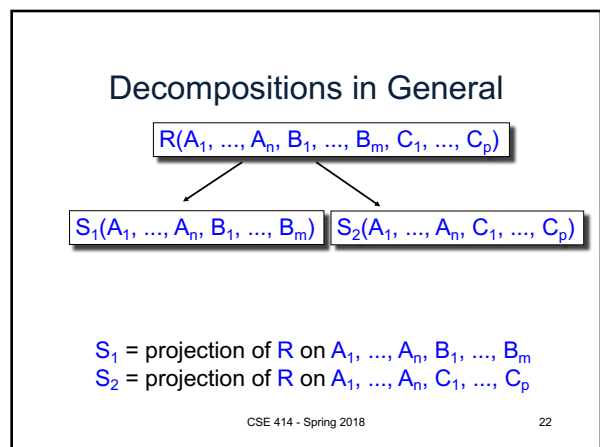 Decompositions in General
R(A₁, ..., Aₙ, B₁, ..., Bₘ, C₁, ..., Cₚ)
S₁(A₁, ..., Aₙ, B₁, ..., Bₘ) S₂(A₁, ..., Aₙ, C₁, ..., Cₚ)
S₁ = projection of R on A₁, ..., Aₙ, B₁, ..., Bₘ
S₂ = projection of R on A₁, ..., Aₙ, C₁, ..., Cₚ
CSE 414 - Spring 2018 22